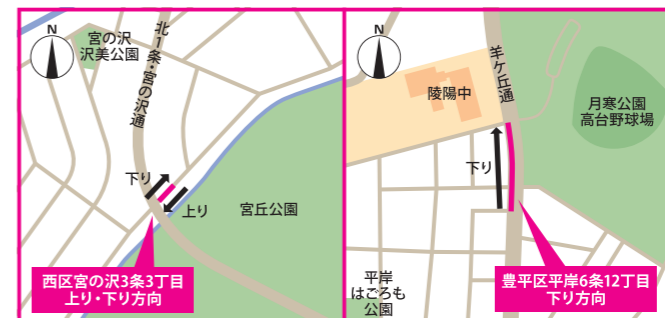 N
宮の沢
沢美公園
北1条・宮の沢通
下り
上り
宮丘公園
西区宮の沢3条3丁目
上り・下り方向
N
羊ケ丘通
陵陽中
月寒公園
高台野球場
下り
平岸
はごろも
公園
豊平区平岸6条12丁目
下り方向